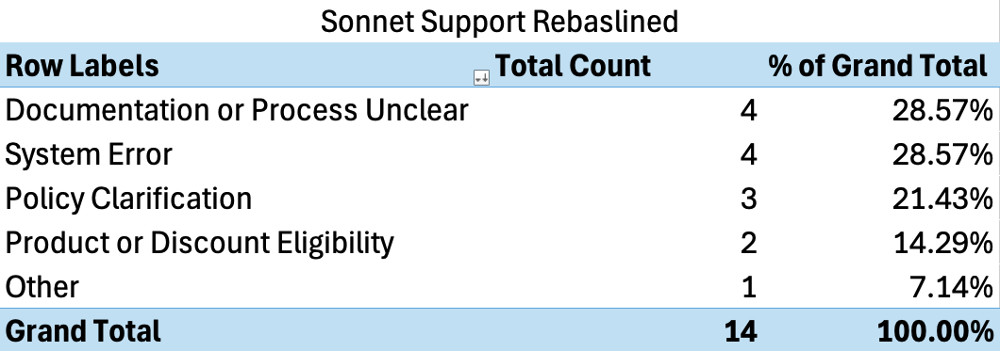 Sonnet Support Rebaslined
Row Labels Total Count % of Grand Total
Documentation or Process Unclear 4 28.57%
System Error 4 28.57%
Policy Clarification 3 21.43%
Product or Discount Eligibility 2 14.29%
Other 1 7.14%
Grand Total 14 100.00%